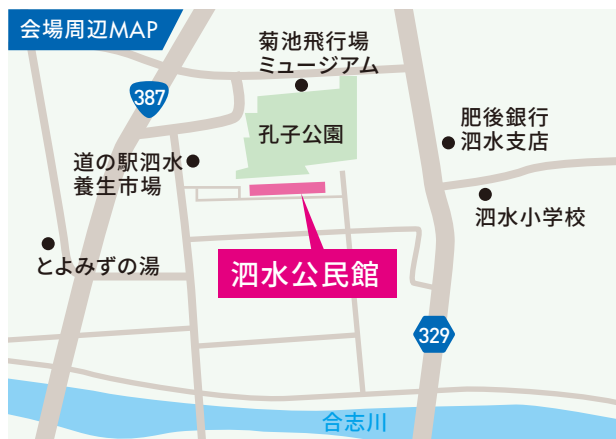 会場周辺MAP
菊池飛行場
ミュージアム
387
肥後銀行
泗水支店
孔子公園
道の駅泗水
養生市場
泗水小学校
とよみずの湯
泗水公民館
329
合志川